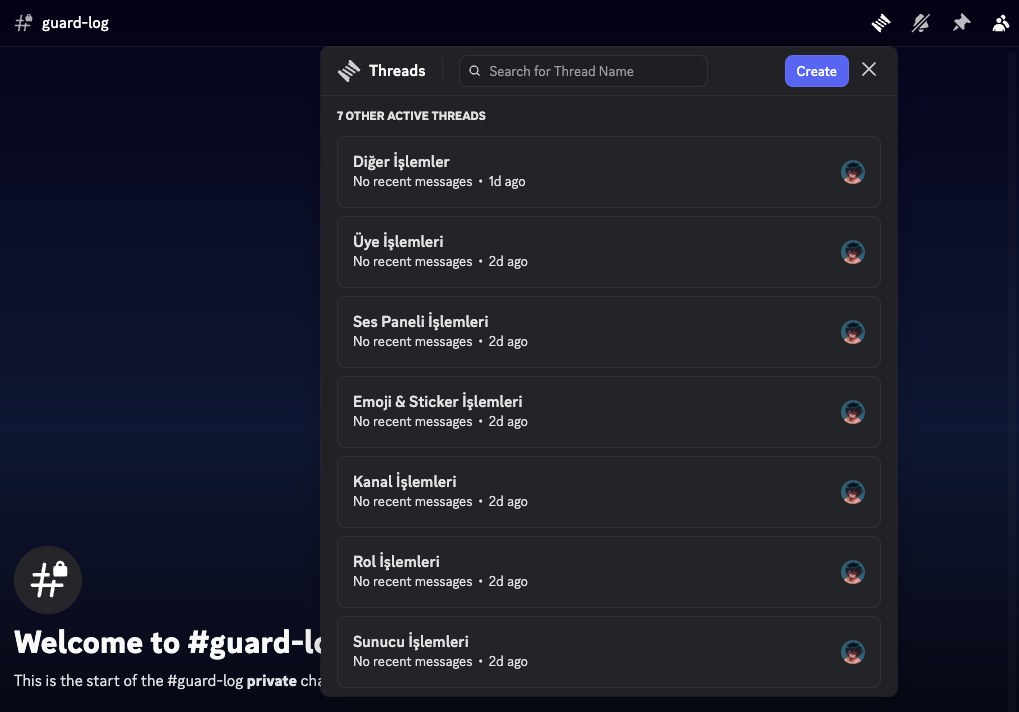 guard-log
Threads
Search for Thread Name
Create
7 OTHER ACTIVE THREADS
Diğer İşlemler
No recent messages • 1d ago
Üye İşlemleri
No recent messages • 2d ago
Ses Paneli İşlemleri
No recent messages • 2d ago
Emoji & Sticker İşlemleri
No recent messages • 2d ago
Kanal İşlemleri
No recent messages • 2d ago
Rol İşlemleri
No recent messages • 2d ago
Sunucu İşlemleri
No recent messages • 2d ago
Welcome to #guard-lo
This is the start of the #guard-log private cha